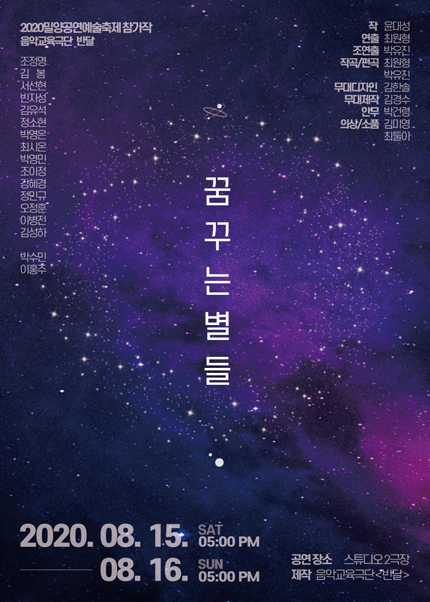 2020밀양공연예술축제 참가작
음악교육극단 반달
조정명
김 봄
서선현
빈자성
김유석
정소현
박영은
최시온
박영민
조이정
강혜경
정민규
오정훈
이병전
김성하
박수민
이홍주
작 윤대성
연출 최원형
조연출 박유진
작곡/편곡 최원형
박유진
무대디자인 김한솔
무대제작 김경수
안무 박건령
의상/소품 김미영
최돌아
꿈꾸는별들
2020. 08. 15. SAT 05:00 PM
08. 16. SUN 05:00 PM
공연장소 스튜디오2극장
제작 음악교육극단<반달>